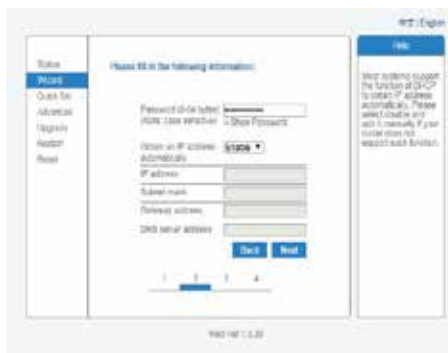 中文 | English
Help
Status
Wizard
Quick Set
Advanced
Upgrade
Restart
Reset
Please fill in the following information:
Password (8-64 bytes)
(Note: case sensitive)
Show Password
Obtain an IP address
automatically
Enable
IP address
Subnet mask
Gateway address
DNS server address
Back
Next
1
2
3
4
Most systems support
the function of DHCP
to obtain IP address
automatically. Please
select disable and
add it manually if your
router does not
support such function.